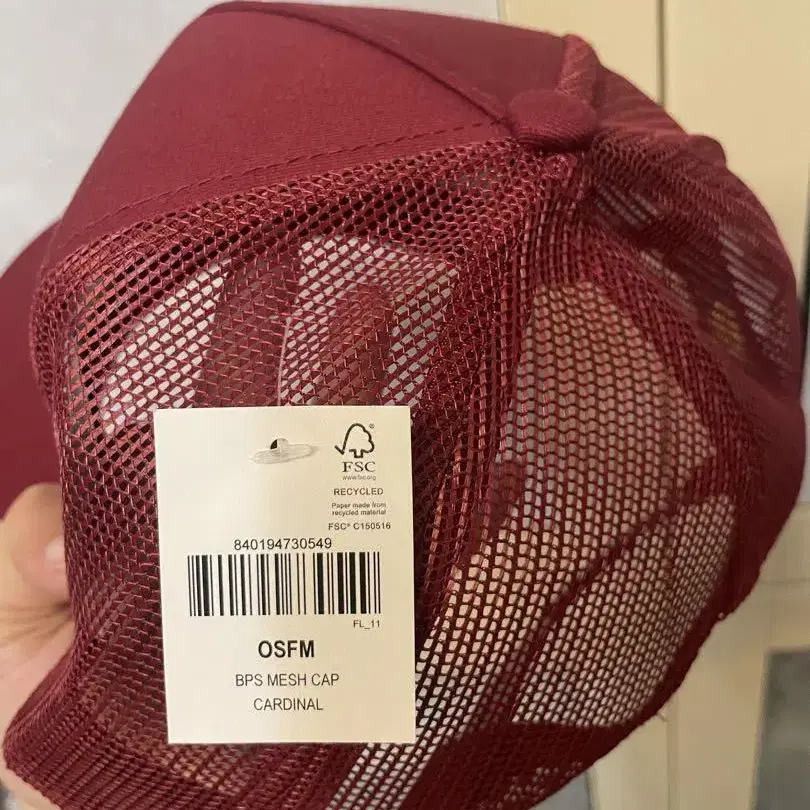 FSC®
www.fsc.org
RECYCLED
Paper made from
recycled material
FSC® C150516
840194730549
FL_11
OSFM
BPS MESH CAP
CARDINAL